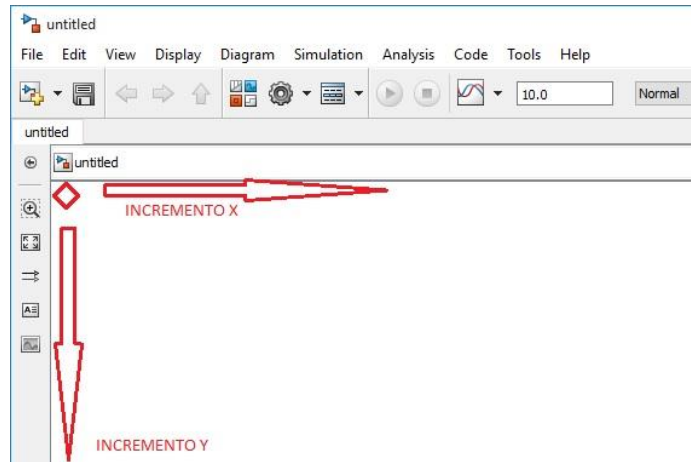 untitled
File Edit View Display Diagram Simulation Analysis Code Tools Help
10.0 Normal
untitled
untitled
INCREMENTO X
INCREMENTO Y